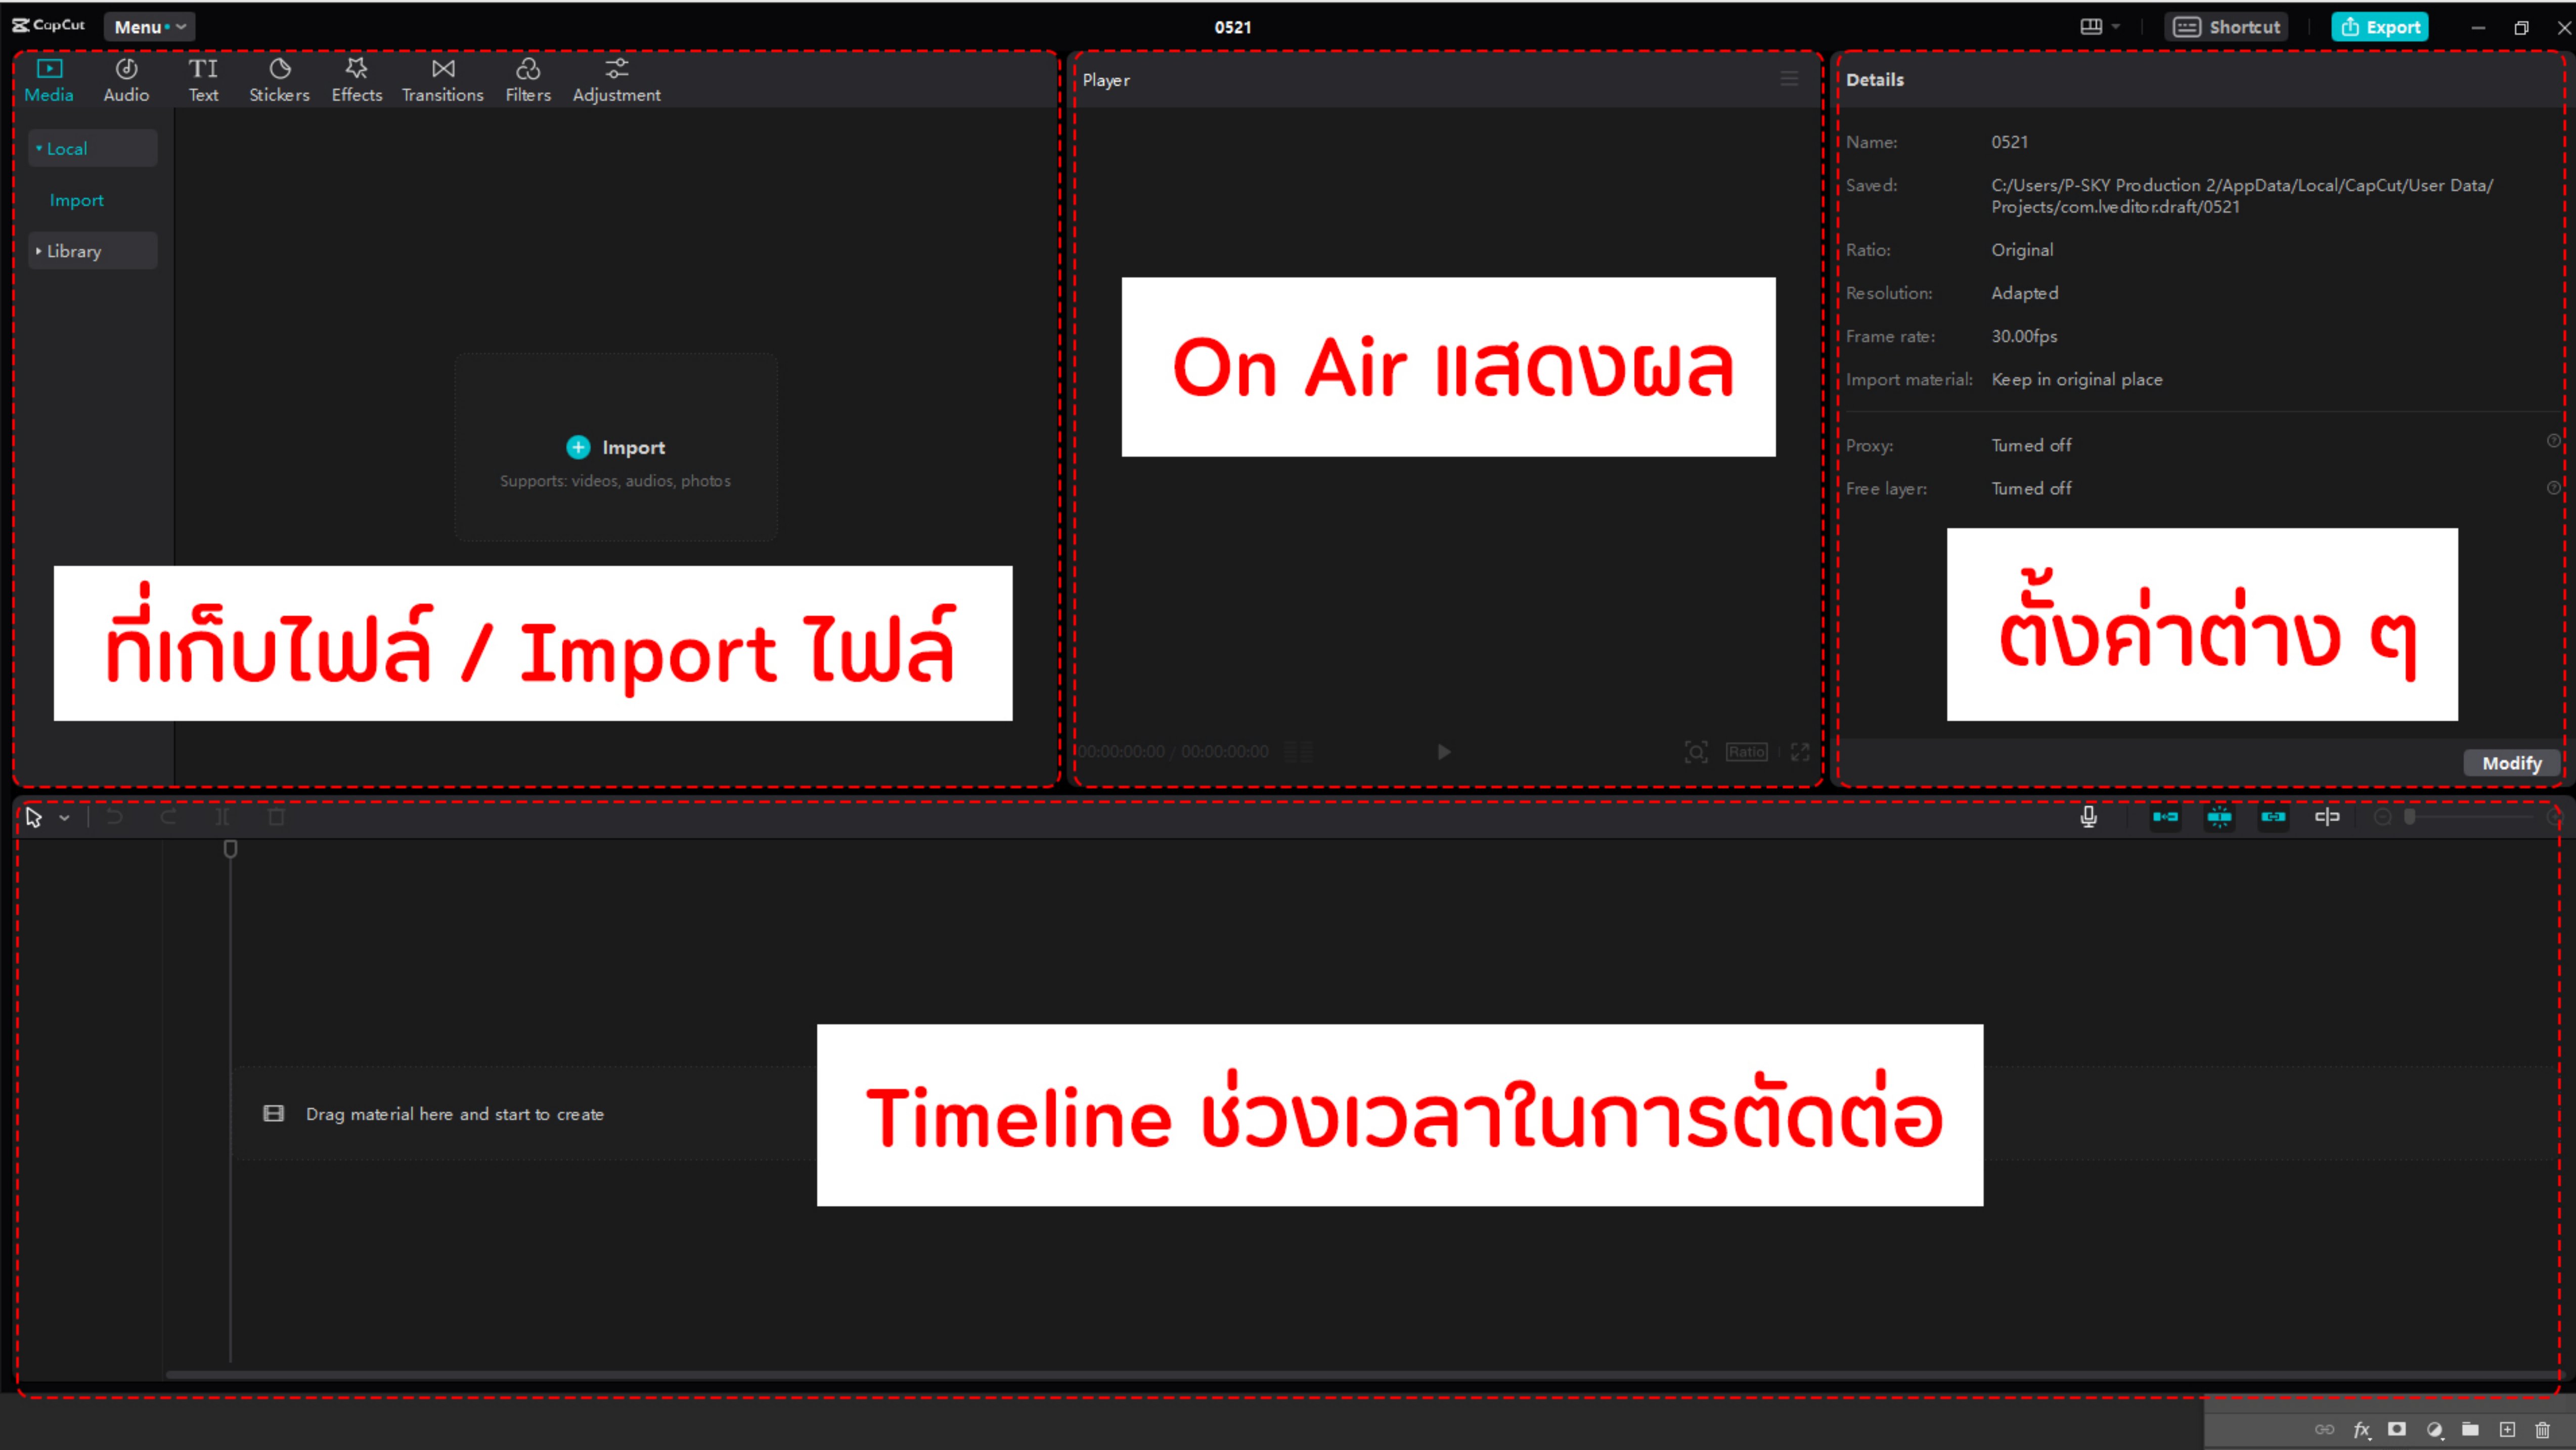 CapCut
Menu
0521
Shortcut
Export
Media
Audio
TI
Text
Stickers
Effects
Transitions
Filters
Adjustment
Local
Import
Library
Import
Supports: videos, audios, photos
ที่เก็บไฟล์ / Import ไฟล์
Player
On Air แสดงผล
00:00:00:00 / 00:00:00:00
Ratio
Details
Name: 0521
Saved: C:/Users/P-SKY Production 2/AppData/Local/CapCut/User Data/
Projects/com.lveditor.draft/0521
Ratio: Original
Resolution: Adapted
Frame rate: 30.00fps
Import material: Keep in original place
Proxy: Turned off
Free layer: Turned off
ตั้งค่าต่าง ๆ
Modify
Drag material here and start to create
Timeline ช่วงเวลาในการตัดต่อ
fx